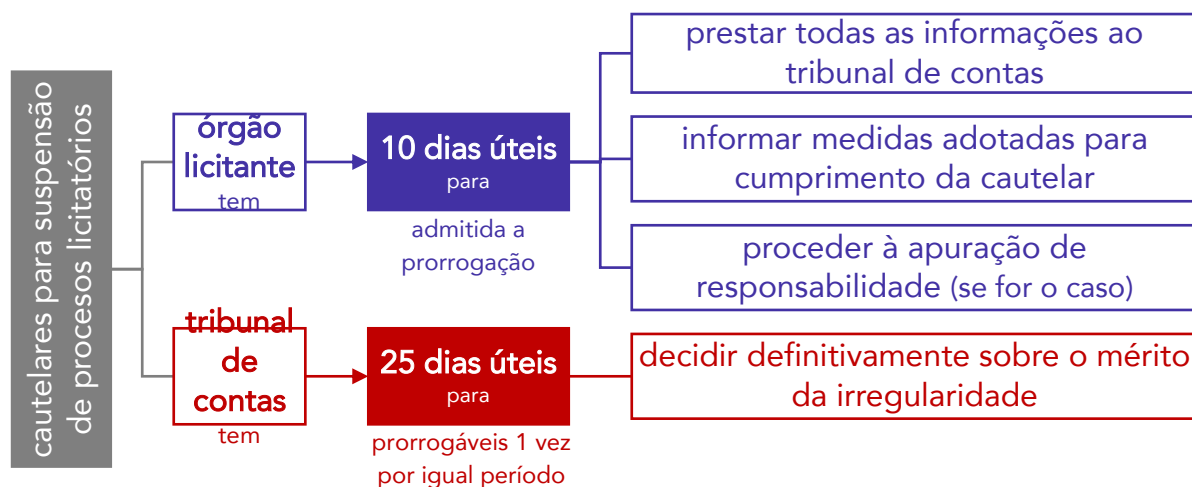 cautelares para suspensão
de procesos licitatórios
órgão
licitante
tem
10 dias úteis
para
admitida a
prorrogação
prestar todas as informações ao
tribunal de contas
informar medidas adotadas para
cumprimento da cautelar
proceder à apuração de
responsabilidade (se for o caso)
tribunal
de
contas
tem
25 dias úteis
para
prorrogáveis 1 vez
por igual período
decidir definitivamente sobre o mérito
da irregularidade